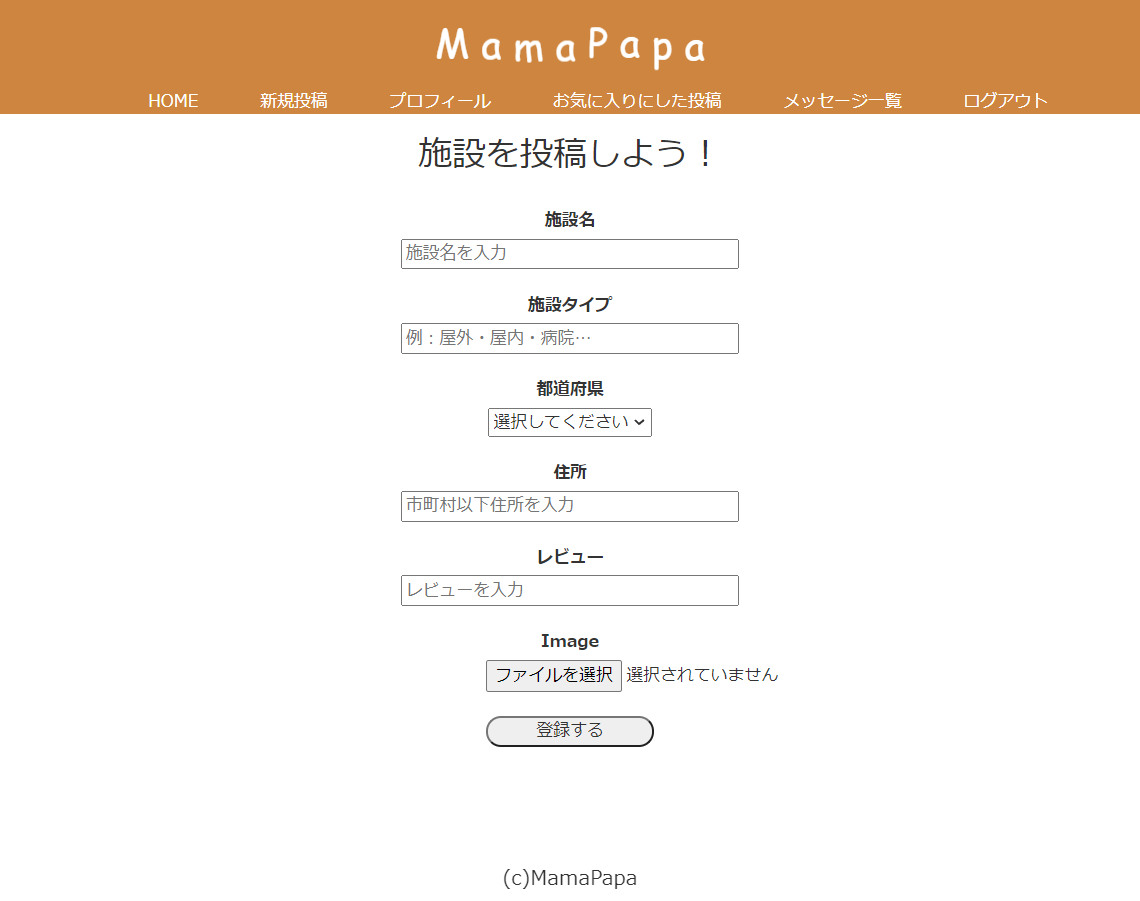 MamaPapa
HOME 新規投稿 プロフィール お気に入りにした投稿 メッセージ一覧 ログアウト
施設を投稿しよう！
施設名
施設名を入力
施設タイプ
例：屋外・屋内・病院…
都道府県
選択してください
住所
市町村以下住所を入力
レビュー
レビューを入力
Image
ファイルを選択 選択されていません
登録する
(c)MamaPapa